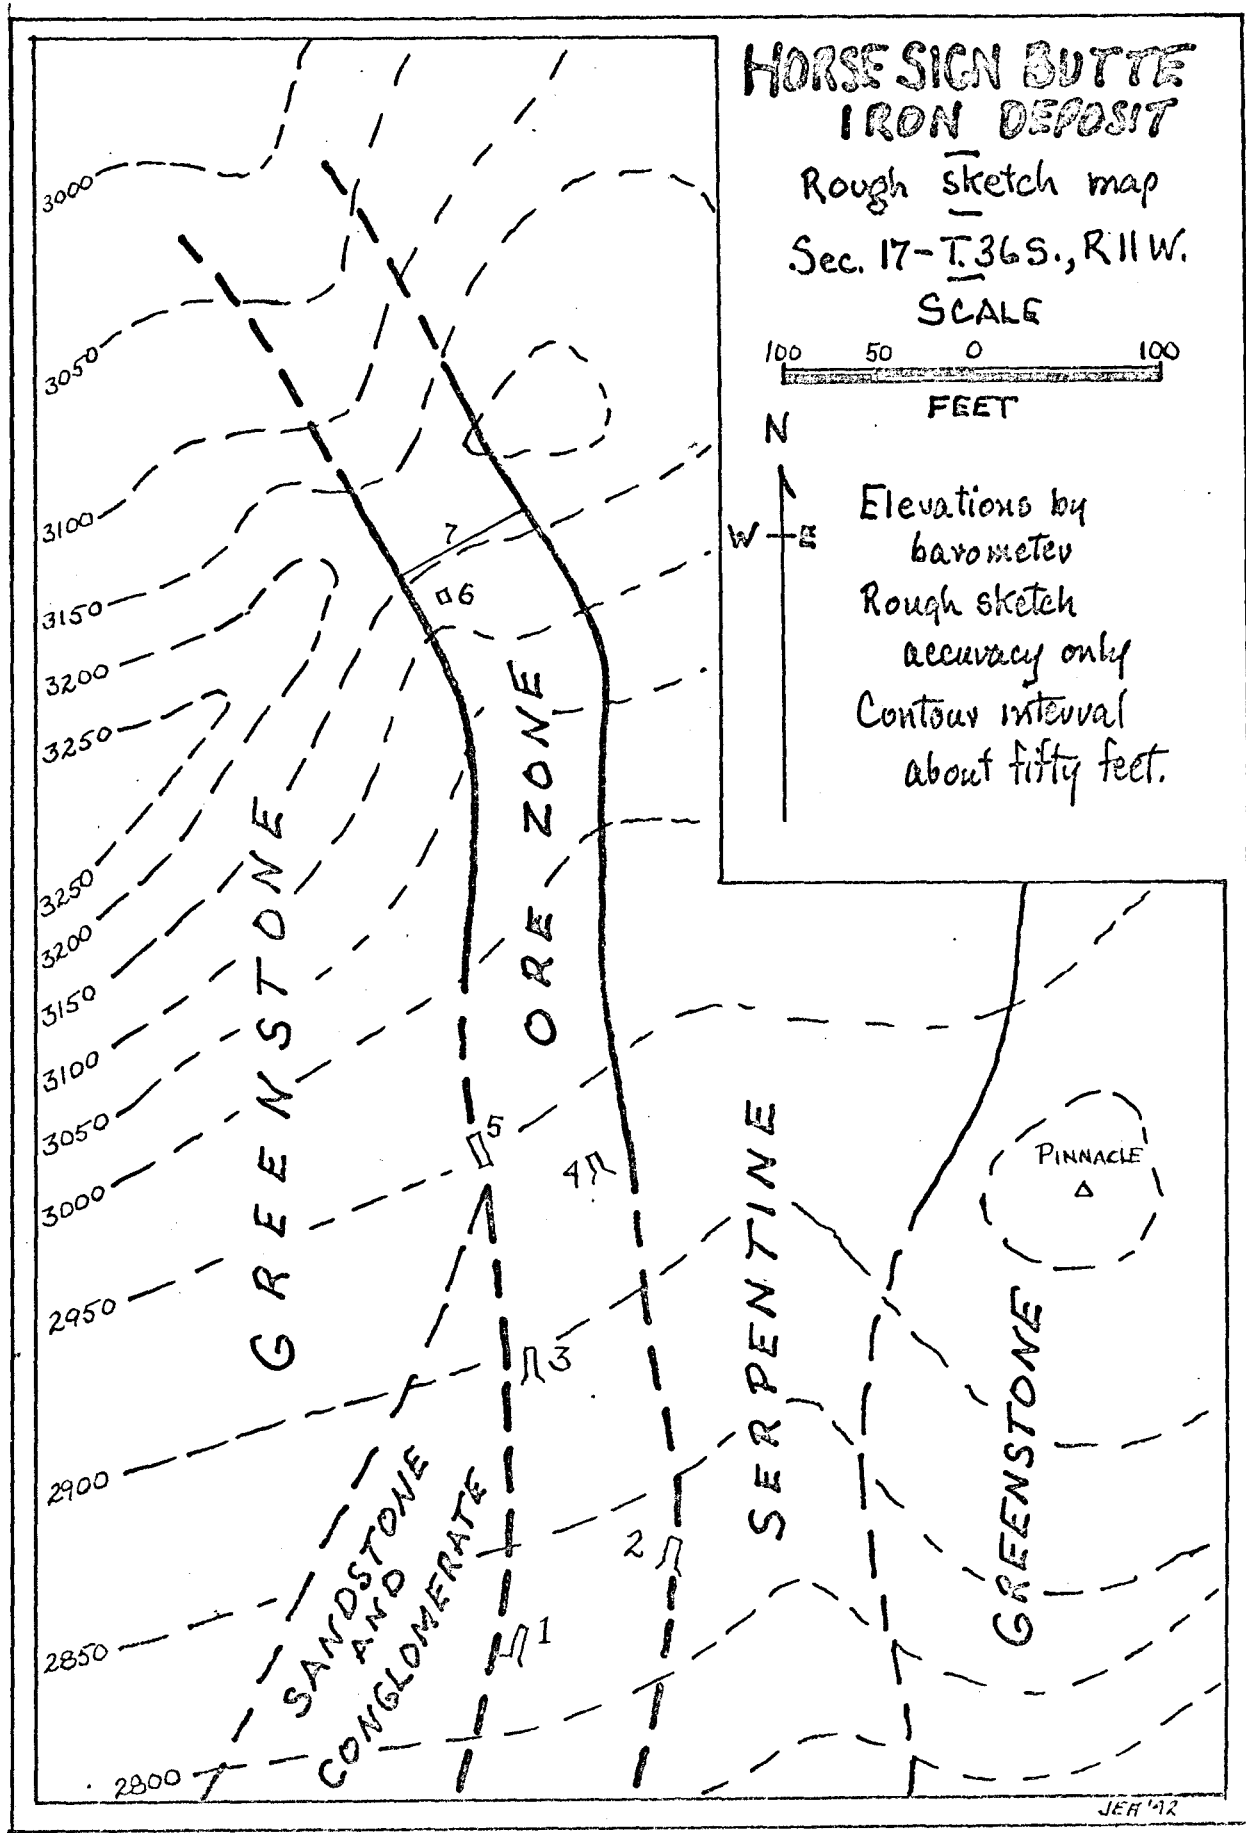 HORSE SIGN BUTTE
IRON DEPOSIT
Rough sketch map
Sec. 17-T.36S., R11W.
SCALE
100 50 0 100
FEET
N
W E
Elevations by
barometer
Rough sketch
accuracy only
Contour interval
about fifty feet.
3000
3050
3100
3150
3200
3250
3250
3200
3150
3100
3050
3000
2950
2900
2850
2800
7
6
5
4
3
2
1
GREENSTONE
ORE ZONE
SERPENTINE
GREENSTONE
PINNACLE
SANDSTONE
AND
CONGLOMERATE